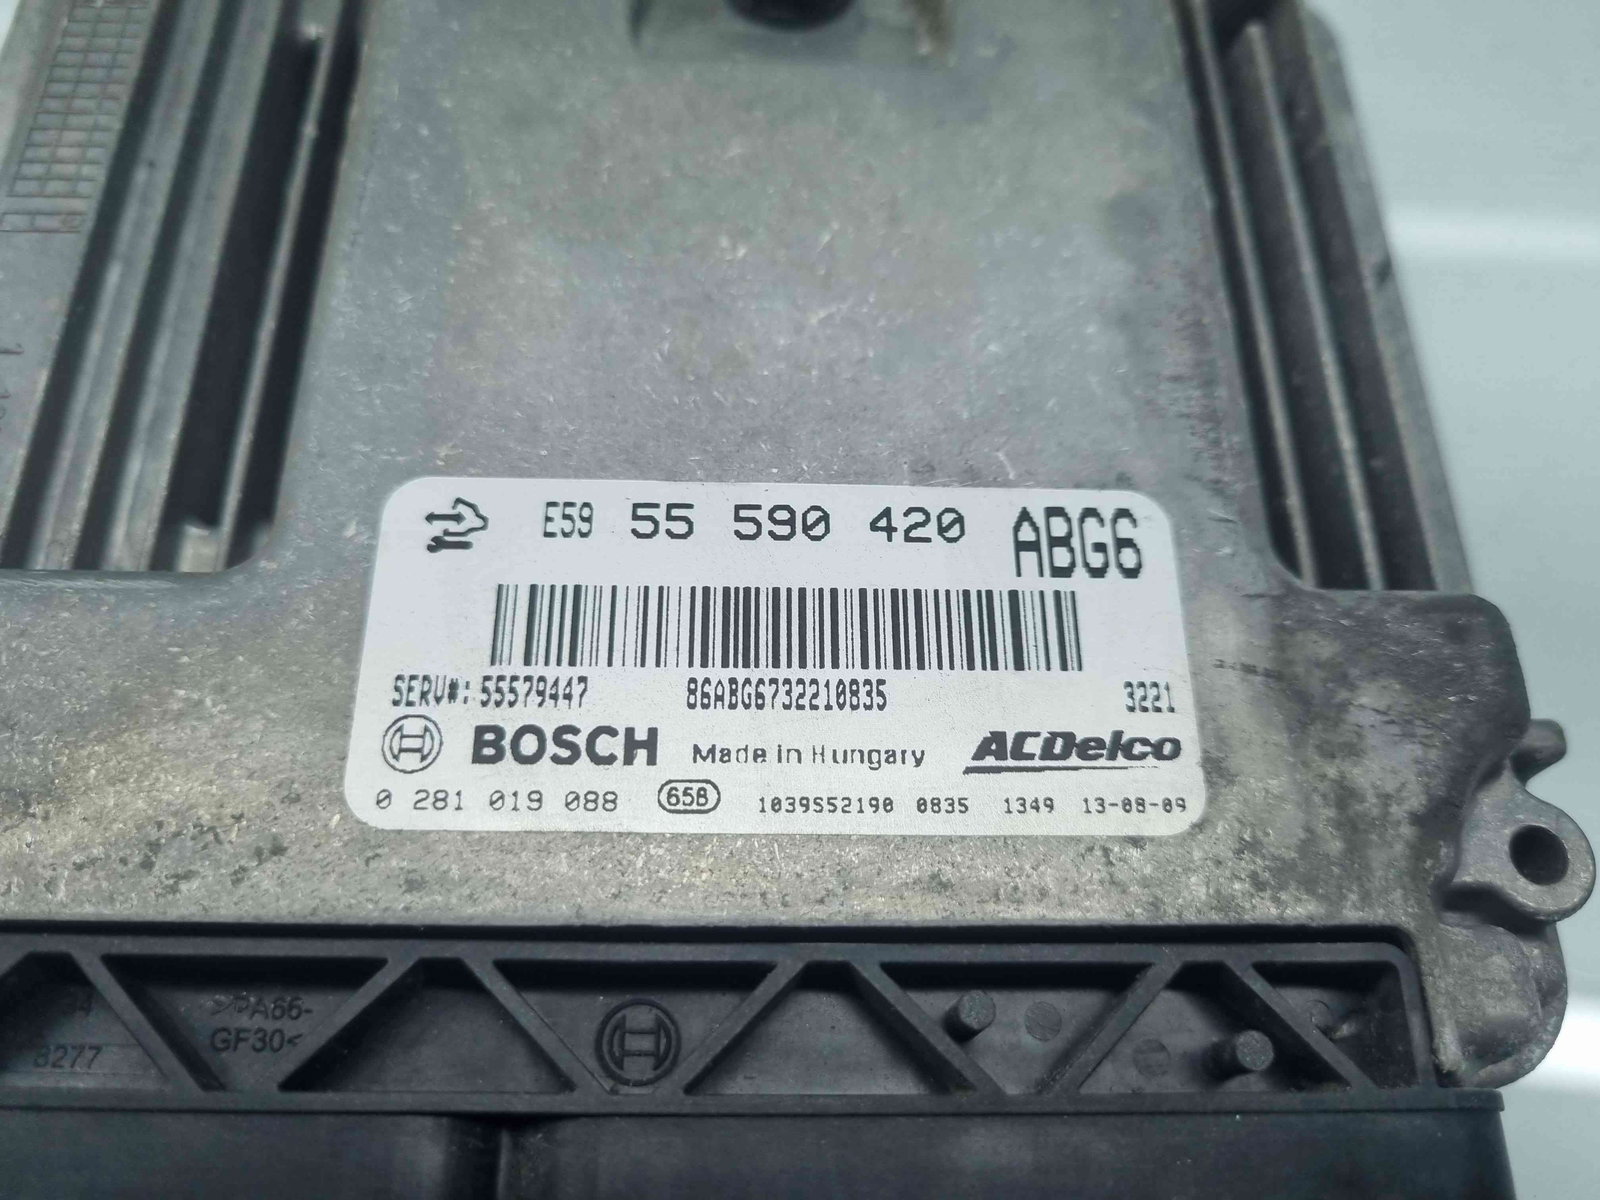 E59 55 590 420 ABG6
SERV#: 55579447 86ABG6732210835 3221
BOSCH Made in Hungary ACDelco
0 281 019 088 65B 1039S52190 0835 1349 13-08-09
>PA66-
GF30<
3277